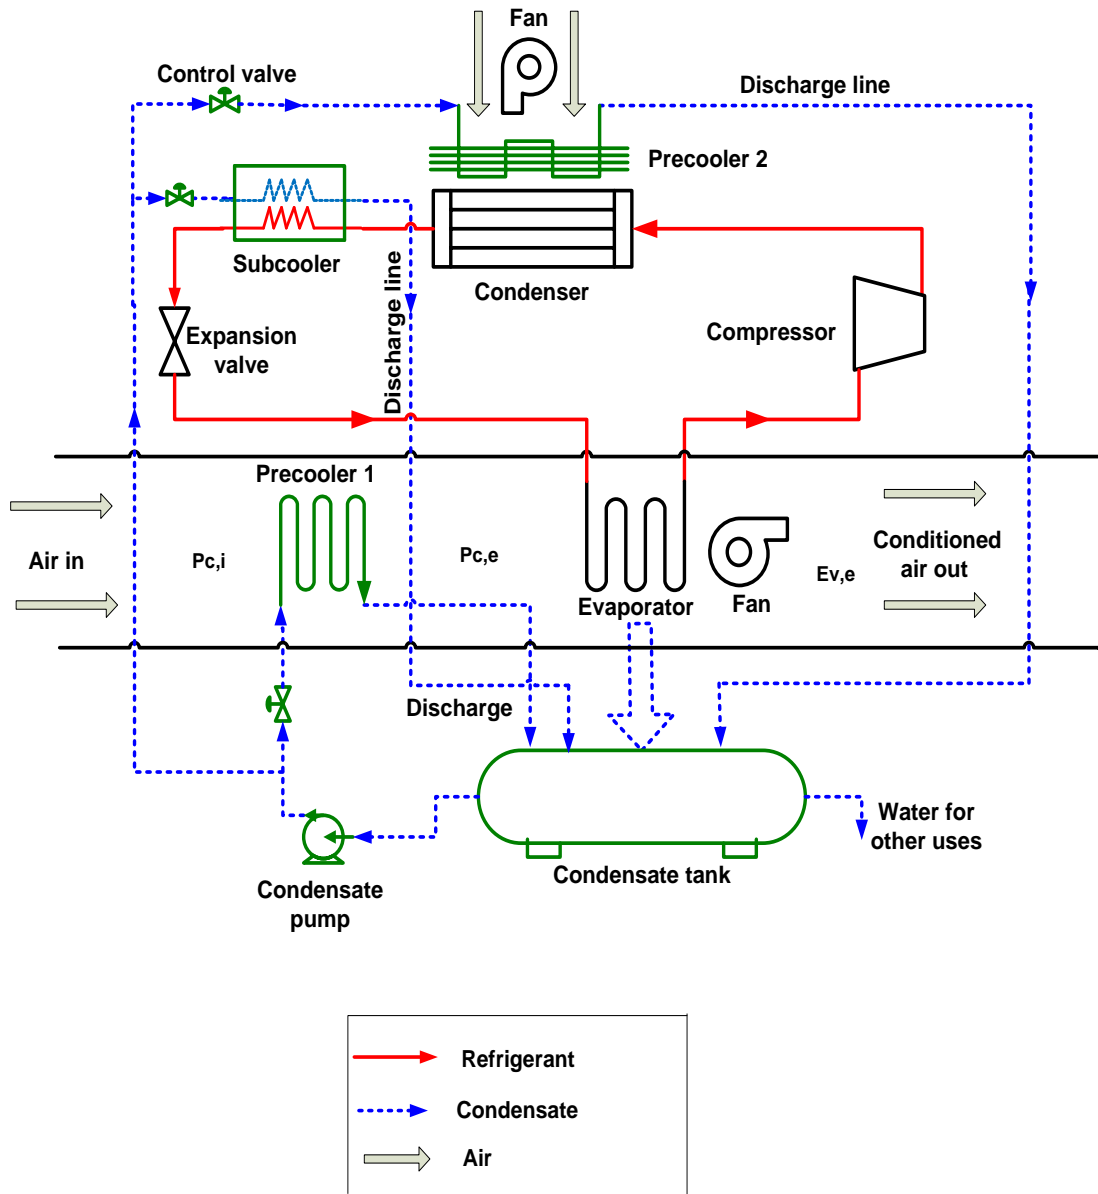 Fan
Control valve
Discharge line
Precooler 2
Subcooler
Condenser
Discharge line
Expansion
valve
Compressor
Precooler 1
Air in
Pc,i
Pc,e
Evaporator
Fan
Ev,e
Conditioned
air out
Discharge
Water for
other uses
Condensate tank
Condensate
pump
Refrigerant
Condensate
Air